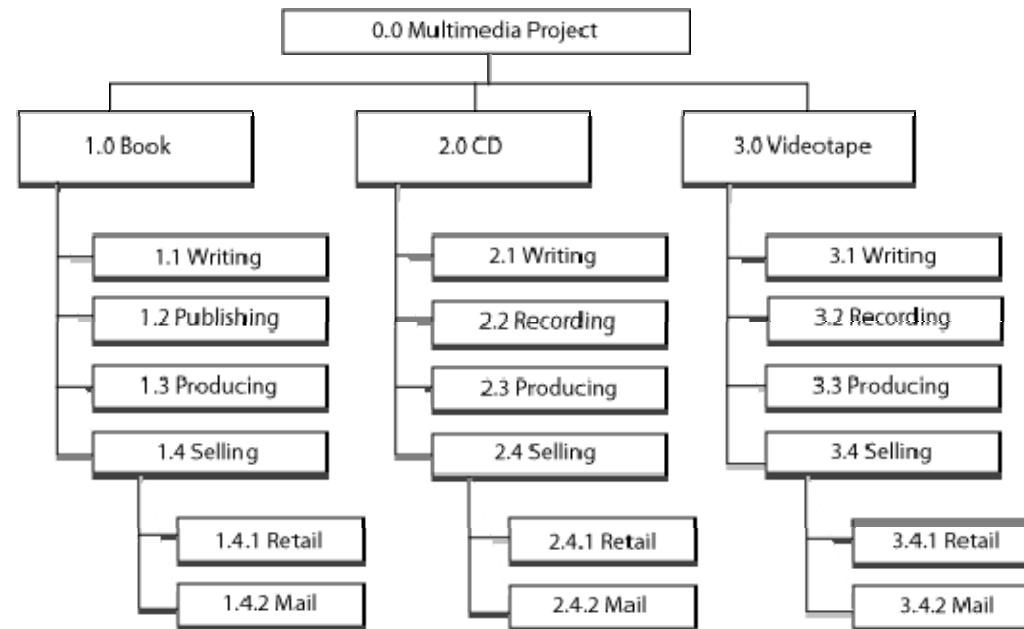 0.0 Multimedia Project
1.0 Book
2.0 CD
3.0 Videotape
1.1 Writing
2.1 Writing
3.1 Writing
1.2 Publishing
2.2 Recording
3.2 Recording
1.3 Producing
2.3 Producing
3.3 Producing
1.4 Selling
2.4 Selling
3.4 Selling
1.4.1 Retail
2.4.1 Retail
3.4.1 Retail
1.4.2 Mail
2.4.2 Mail
3.4.2 Mail